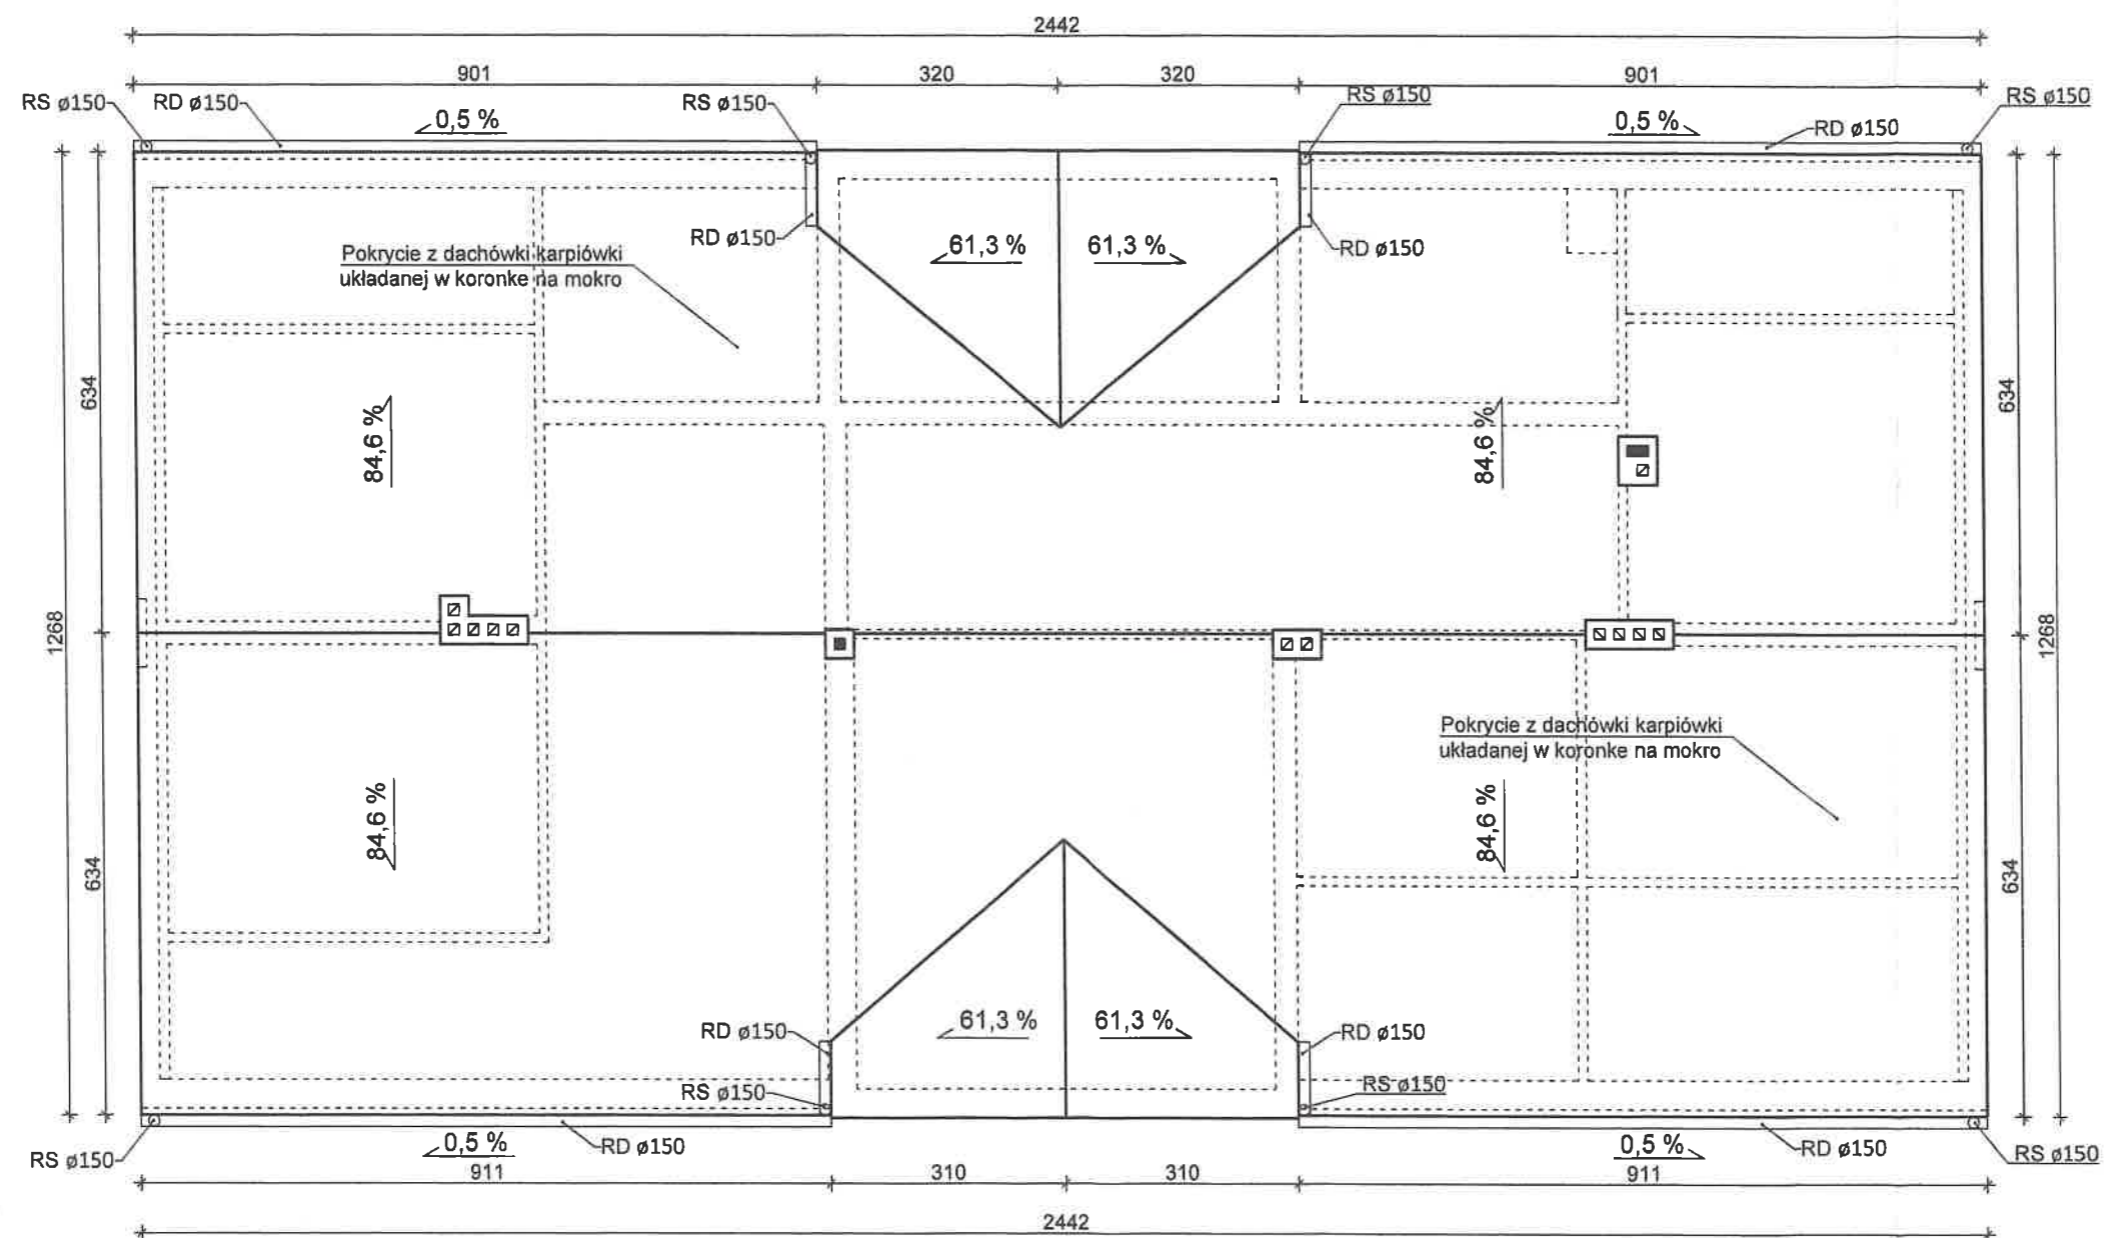 2442
901
320
320
901
RS ø150
RD ø150
0,5 %
RS ø150
RS ø150
0,5 %
RD ø150
RS ø150
RD ø150
61,3 %
61,3 %
RD ø150
Pokrycie z dachówki karpiówki
układanej w koronke na mokro
634
84,6 %
84,6 %
634
1268
1268
Pokrycie z dachówki karpiówki
układanej w koronke na mokro
634
84,6 %
84,6 %
634
RD ø150
61,3 %
61,3 %
RD ø150
RS ø150
RS ø150
RS ø150
0,5 %
RD ø150
0,5 %
RD ø150
RS ø150
911
310
310
911
2442